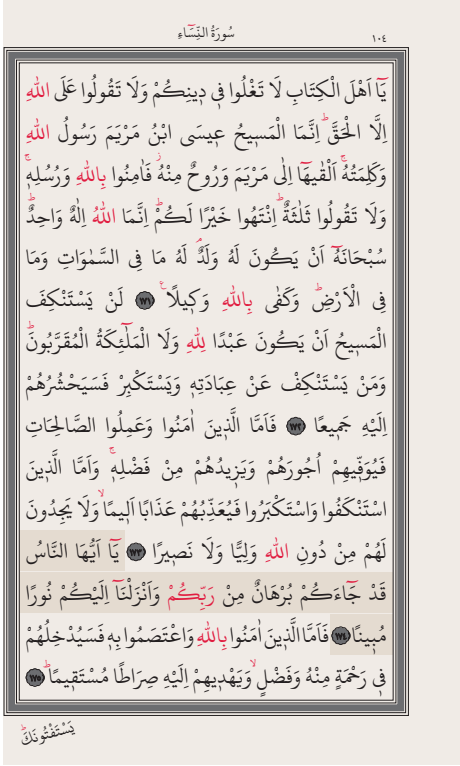 سُورَةُ النِّسَاءِ ١٠٤
يَٓا اَهْلَ الْكِتَابِ لَا تَغْلُوا ف۪ي د۪ينِكُمْ وَلَا تَقُولُوا عَلَى اللّٰهِ
اِلَّا الْحَقَّۜ اِنَّمَا الْمَس۪يحُ ع۪يسَى ابْنُ مَرْيَمَ رَسُولُ اللّٰهِ
وَكَلِمَتُهُۚ اَلْقٰيهَٓا اِلٰى مَرْيَمَ وَرُوحٌ مِنْهُۘ فَاٰمِنُوا بِاللّٰهِ وَرُسُلِه۪ۚ
وَلَا تَقُولُوا ثَلٰثَةٌۜ اِنْتَهُوا خَيْرًا لَكُمْۜ اِنَّمَا اللّٰهُ اِلٰهٌ وَاحِدٌۜ
سُبْحَانَهُٓ اَنْ يَكُونَ لَهُ وَلَدٌۢ لَهُ مَا فِي السَّمٰوَاتِ وَمَا
فِي الْاَرْضِۜ وَكَفٰى بِاللّٰهِ وَك۪يلًا۟ ﴿١٧١﴾ لَنْ يَسْتَنْكِفَ
الْمَس۪يحُ اَنْ يَكُونَ عَبْدًا لِلّٰهِ وَلَا الْمَلٰٓئِكَةُ الْمُقَرَّبُونَۜ
وَمَنْ يَسْتَنْكِفْ عَنْ عِبَادَتِه۪ وَيَسْتَكْبِرْ فَسَيَحْشُرُهُمْ
اِلَيْهِ جَم۪يعًا ﴿١٧٢﴾ فَاَمَّا الَّذ۪ينَ اٰمَنُوا وَعَمِلُوا الصَّالِحَاتِ
فَيُوَفّ۪يهِمْ اُجُورَهُمْ وَيَز۪يدُهُمْ مِنْ فَضْلِه۪ۚ وَاَمَّا الَّذ۪ينَ
اسْتَنْكَفُوا وَاسْتَكْبَرُوا فَيُعَذِّبُهُمْ عَذَابًا اَل۪يمًاۙ وَلَا يَجِدُونَ
لَهُمْ مِنْ دُونِ اللّٰهِ وَلِيًّا وَلَا نَص۪يرًا ﴿١٧٣﴾ يَٓا اَيُّهَا النَّاسُ
قَدْ جَٓاءَكُمْ بُرْهَانٌ مِنْ رَبِّكُمْ وَاَنْزَلْنَٓا اِلَيْكُمْ نُورًا
مُب۪ينًا ﴿١٧٤﴾ فَاَمَّا الَّذ۪ينَ اٰمَنُوا بِاللّٰهِ وَاعْتَصَمُوا بِه۪ فَسَيُدْخِلُهُمْ
ف۪ي رَحْمَةٍ مِنْهُ وَفَضْلٍۙ وَيَهْد۪يهِمْ اِلَيْهِ صِرَاطًا مُسْتَق۪يمًاۜ ﴿١٧٥﴾
يَسْتَفْتُونَكَۜ